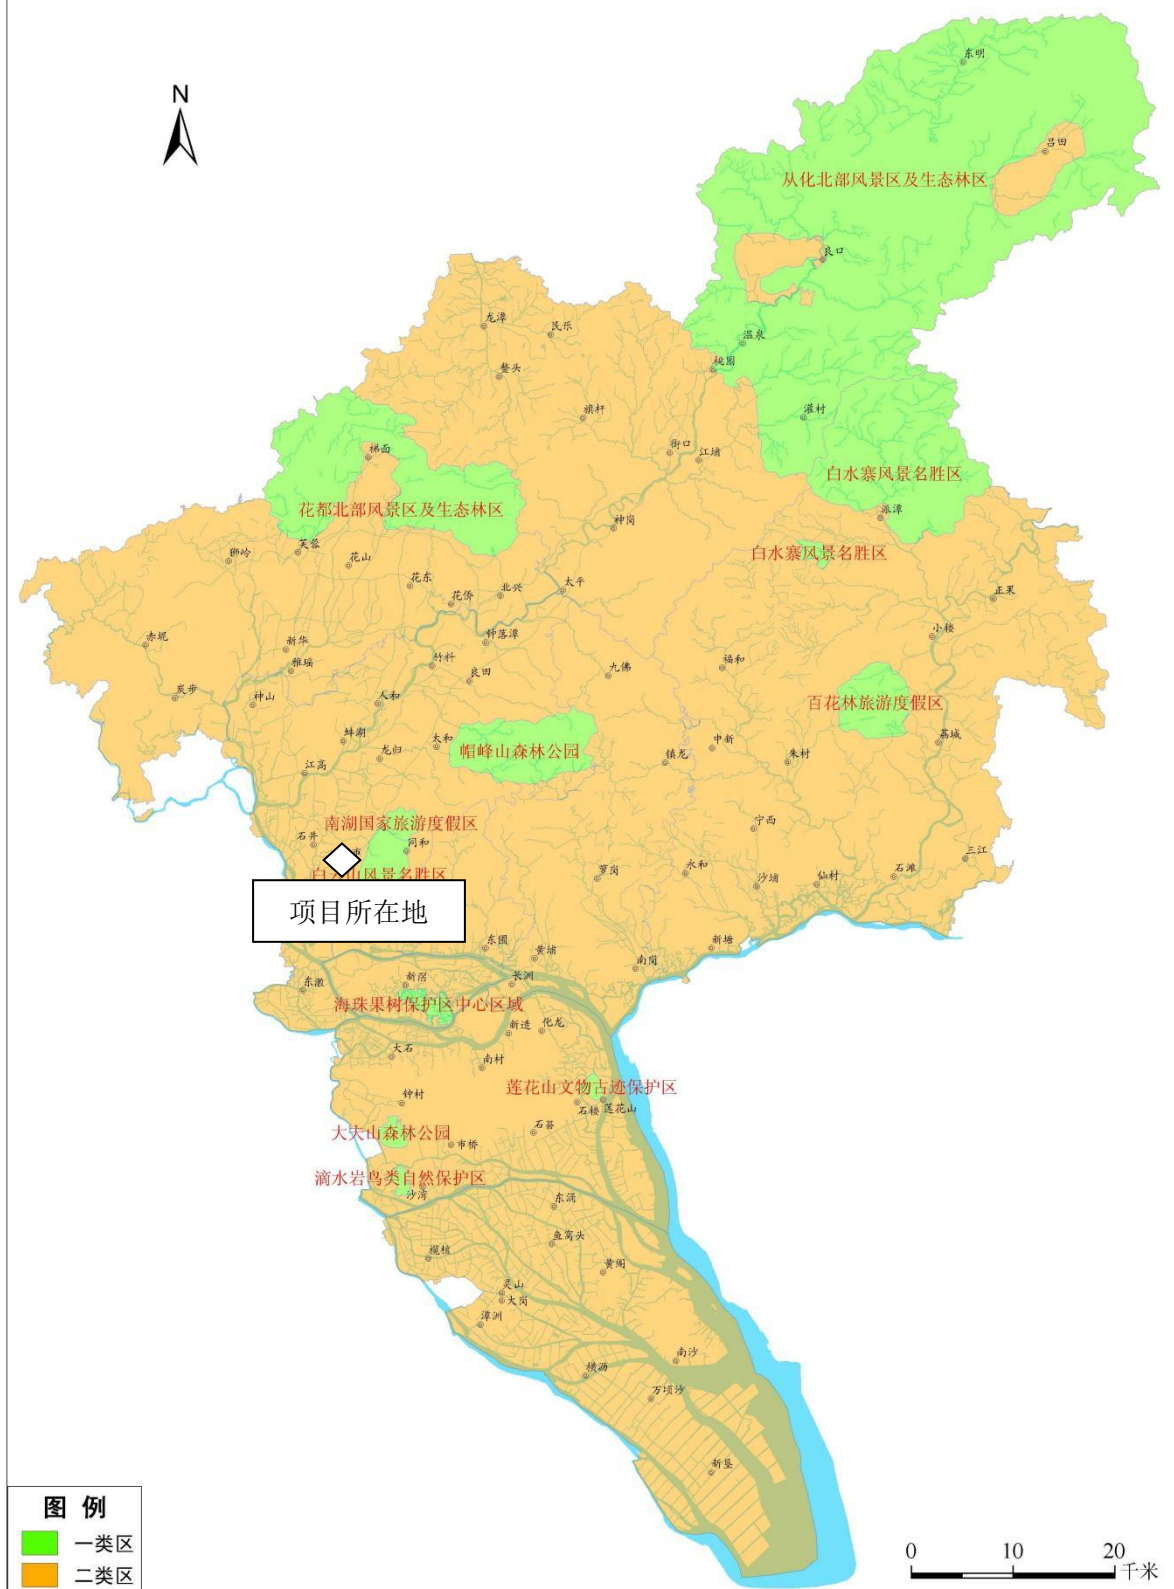 东明
N
吕田
从化北部风景区及生态林区
良口
龙潭
民乐
温泉
桃园
鳌头
旗杆
灌村
街口
江埔
梯面
白水寨风景名胜区
花都北部风景区及生态林区
派潭
神岗
芙蓉
白水寨风景名胜区
狮岭
花山
花东
北兴
太平
花侨
正果
小楼
赤坭
新华
钟落潭
雅瑶
竹料
九佛
福和
良田
炭步
神山
人和
百花林旅游度假区
蚌湖
太和
龙归
帽峰山森林公园
中新
荔城
镇龙
朱村
江高
南湖国家旅游度假区
宁西
石井
同和
三江
白云山风景名胜区
萝岗
永和
沙埔
仙村
石滩
项目所在地
东圃
黄埔
新塘
南岗
长洲
东漖
新滘
海珠果树保护区中心区域
新造
化龙
大石
南村
莲花山文物古迹保护区
钟村
石楼
莲花山
大夫山森林公园
石碁
市桥
滴水岩鸟类自然保护区
沙湾
东涌
鱼窝头
榄核
黄阁
灵山
大岗
潭洲
南沙
横沥
万顷沙
新垦
图 例
一类区
二类区
0 10 20
千米